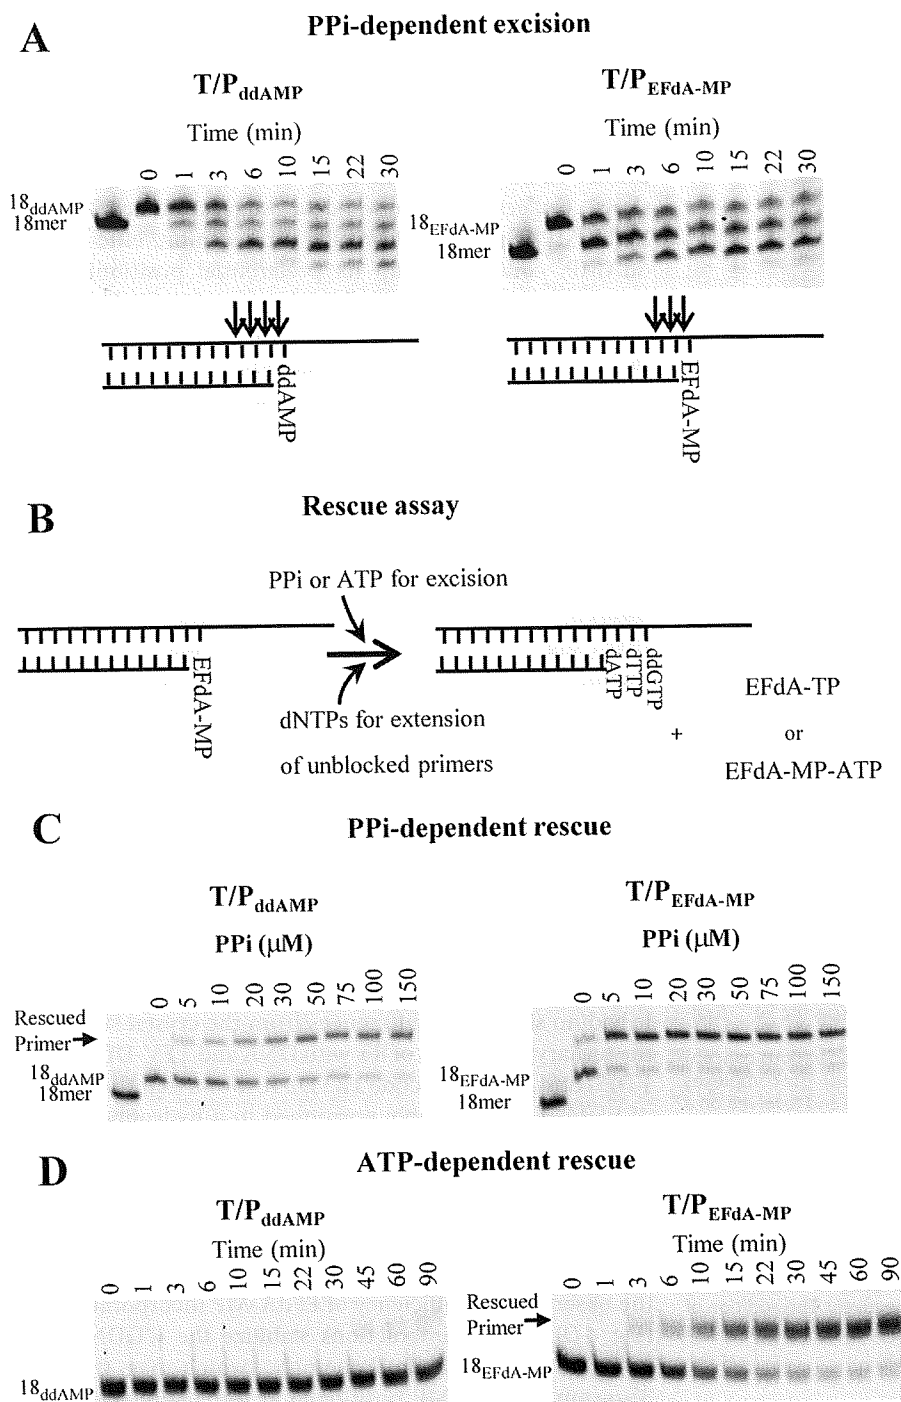 A
PPi-dependent excision
T/PddAMP
Time (min)
0 1 3 6 10 15 22 30
18ddAMP
18mer
ddAMP
T/PEFdA-MP
Time (min)
0 1 3 6 10 15 22 30
18EFdA-MP
18mer
EFdA-MP
B
Rescue assay
PPi or ATP for excision
EFdA-MP
dNTPs for extension
of unblocked primers
dATP
dTTP
ddGTP
+
EFdA-TP
or
EFdA-MP-ATP
C
PPi-dependent rescue
T/PddAMP
PPi (μM)
0 5 10 20 30 50 75 100 150
Rescued
Primer
18ddAMP
18mer
T/PEFdA-MP
PPi (μM)
0 5 10 20 30 50 75 100 150
18EFdA-MP
18mer
D
ATP-dependent rescue
T/PddAMP
Time (min)
0 1 3 6 10 15 22 30 45 60 90
18ddAMP
T/PEFdA-MP
Time (min)
0 1 3 6 10 15 22 30 45 60 90
Rescued
Primer
18EFdA-MP